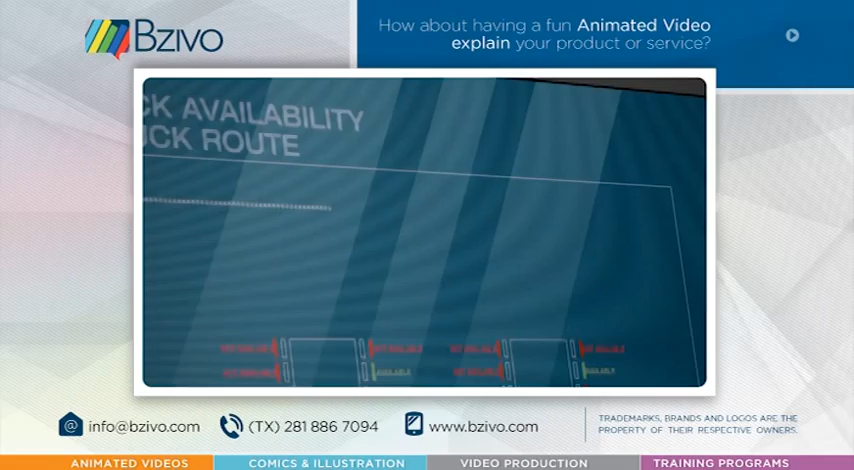 BZIVO
How about having a fun Animated Video
explain your product or service?
CK AVAILABILITY
UCK ROUTE
AVAILABLE
info@bzivo.com
(TX) 281 886 7094
www.bzivo.com
TRADEMARKS, BRANDS AND LOGOS ARE THE
PROPERTY OF THEIR RESPECTIVE OWNERS.
ANIMATED VIDEOS
COMICS & ILLUSTRATION
VIDEO PRODUCTION
TRAINING PROGRAMS